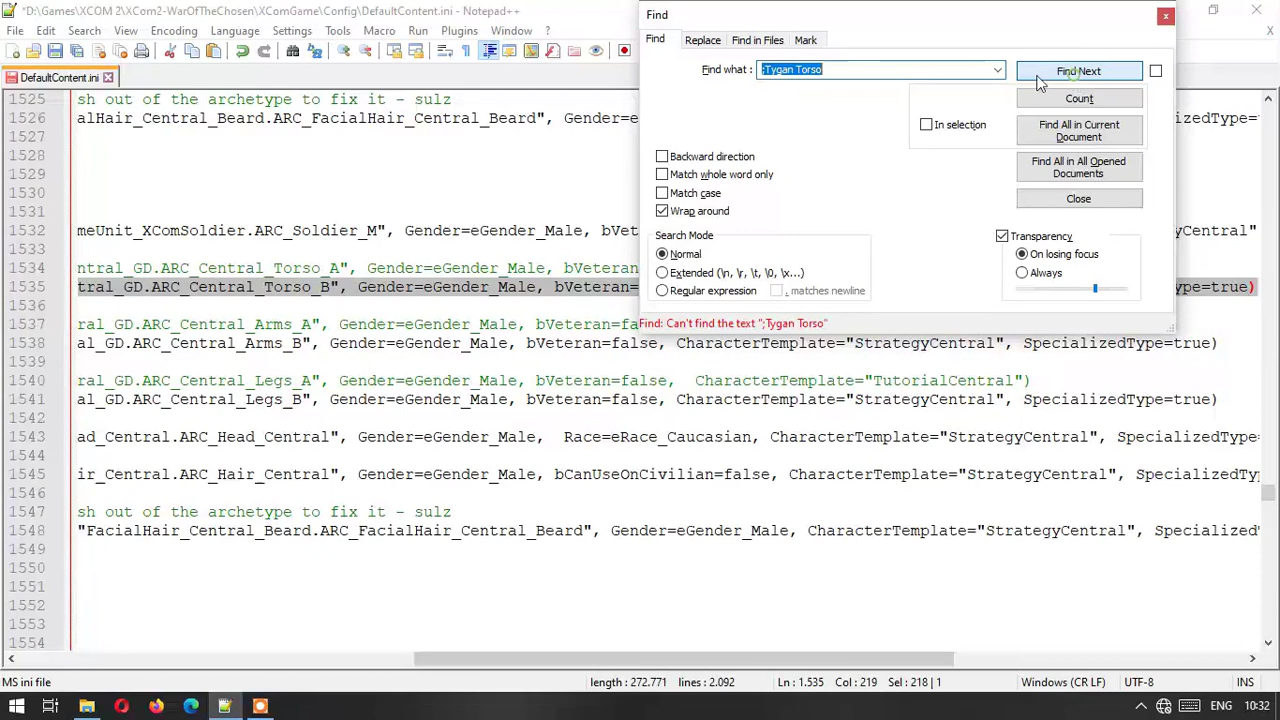 *D:\Games\XCOM 2\XCom2-WarOfTheChosen\XComGame\Config\DefaultContent.ini - Notepad++
File Edit Search View Encoding Language Settings Tools Macro Run Plugins Window ?
X
DefaultContent.ini
Find
Find Replace Find in Files Mark
Find what : ;Tygan Torso
Find Next
Count
In selection
Find All in Current Document
Find All in All Opened Documents
Close
Backward direction
Match whole word only
Match case
Wrap around
Search Mode
Normal
Extended (\n, \r, \t, \0, \x...)
Regular expression . matches newline
Transparency
On losing focus
Always
Find: Can't find the text ";Tygan Torso"
1525 sh out of the archetype to fix it - sulz
1526 alHair_Central_Beard.ARC_FacialHair_Central_Beard", Gender=e zedType=
1527
1528
1529
1530
1531
1532 meUnit_XComSoldier.ARC_Soldier_M", Gender=eGender_Male, bVet Central"
1533
1534 ntral_GD.ARC_Central_Torso_A", Gender=eGender_Male, bVeteran
1535 tral_GD.ARC_Central_Torso_B", Gender=eGender_Male, bVeteran= ype=true)
1536
1537 ral_GD.ARC_Central_Arms_A", Gender=eGender_Male, bVeteran=
1538 al_GD.ARC_Central_Arms_B", Gender=eGender_Male, bVeteran=false, CharacterTemplate="StrategyCentral", SpecializedType=true)
1539
1540 ral_GD.ARC_Central_Legs_A", Gender=eGender_Male, bVeteran=false, CharacterTemplate="TutorialCentral")
1541 al_GD.ARC_Central_Legs_B", Gender=eGender_Male, bVeteran=false, CharacterTemplate="StrategyCentral", SpecializedType=true)
1542
1543 ad_Central.ARC_Head_Central", Gender=eGender_Male, Race=eRace_Caucasian, CharacterTemplate="StrategyCentral", SpecializedType=
1544
1545 ir_Central.ARC_Hair_Central", Gender=eGender_Male, bCanUseOnCivilian=false, CharacterTemplate="StrategyCentral", SpecializedTy
1546
1547 sh out of the archetype to fix it - sulz
1548 "FacialHair_Central_Beard.ARC_FacialHair_Central_Beard", Gender=eGender_Male, CharacterTemplate="StrategyCentral", Specialized
1549
1550
1551
1552
1553
1554
MS ini file length : 272.771 lines : 2.092 Ln : 1.535 Col : 219 Sel : 218 | 1 Windows (CR LF) UTF-8 INS
ENG 10:32